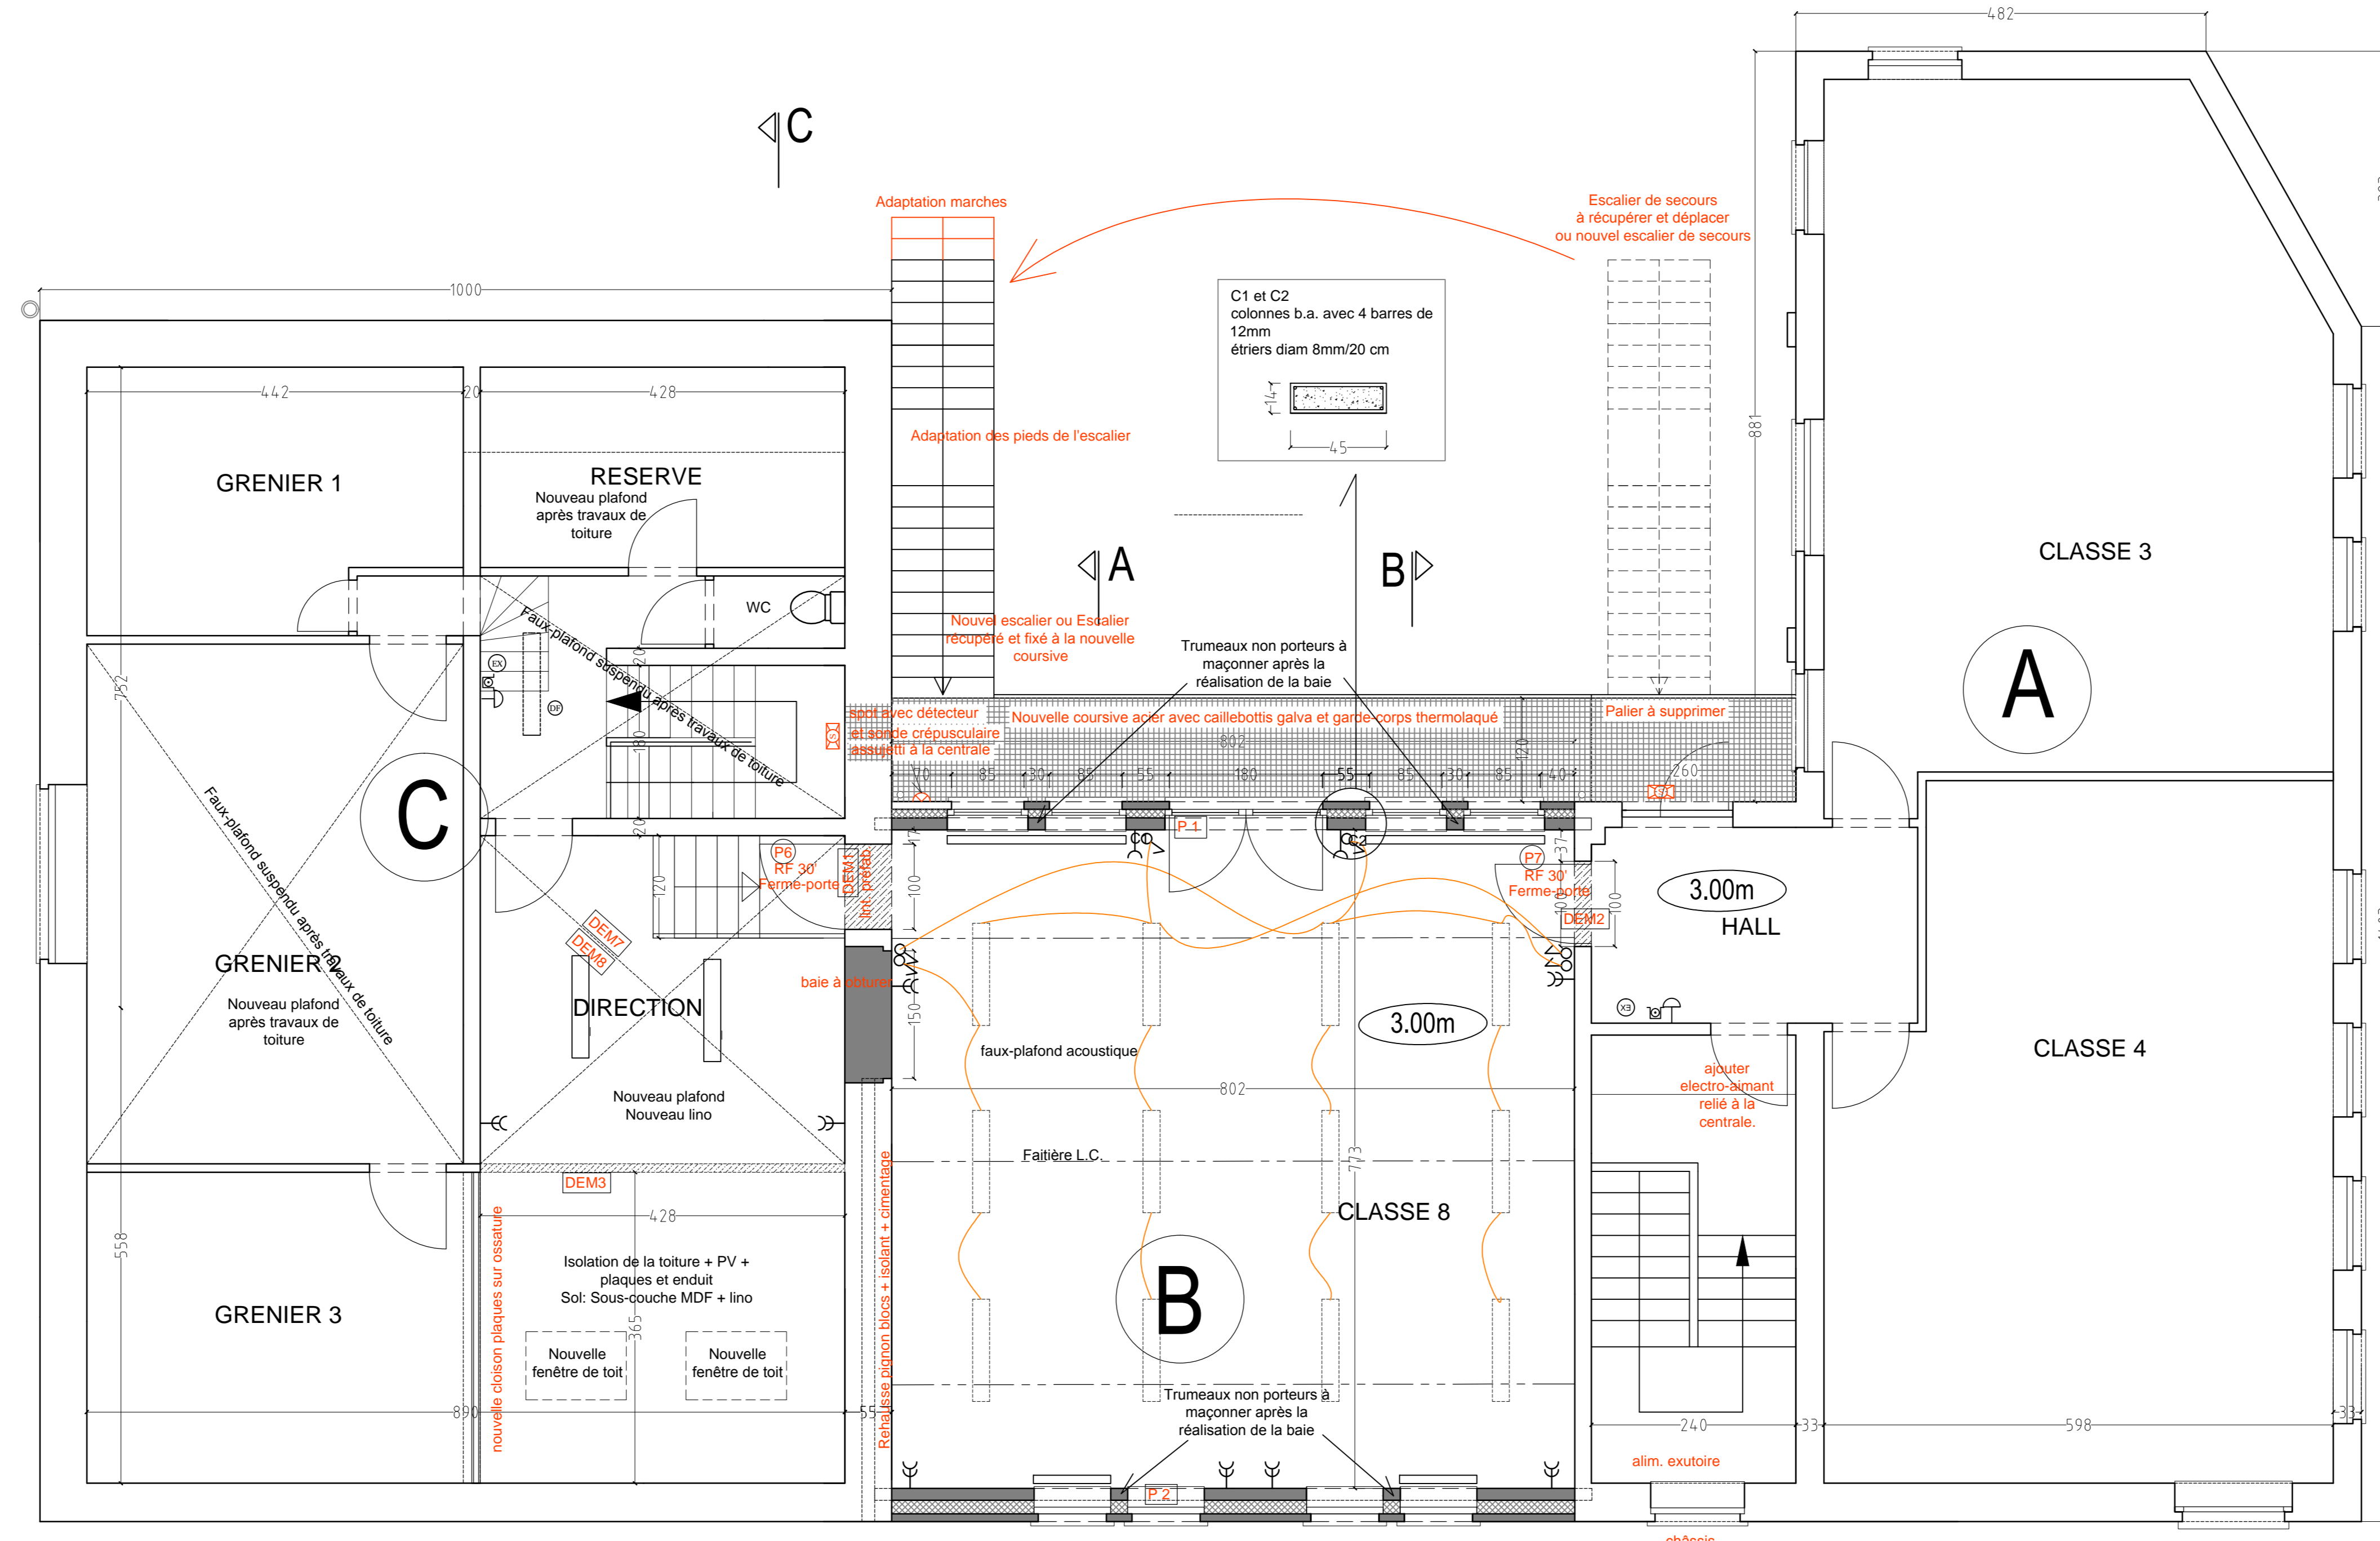 482
C
Adaptation marches
Escalier de secours
à récupérer et déplacer
ou nouvel escalier de secours
1000
C1 et C2
colonnes b.a. avec 4 barres de
12mm
étriers diam 8mm/20 cm
14
45
442
20
428
881
Adaptation des pieds de l'escalier
GRENIER 1
RESERVE
Nouveau plafond
après travaux de
toiture
CLASSE 3
A
B
WC
Faux-plafond suspendu après travaux de toiture
Nouvel escalier ou Escalier
récupéré et fixé à la nouvelle
coursive
Trumeaux non porteurs à
maçonner après la
réalisation de la baie
EX
DF
20
180
20
752
A
spot avec détecteur
et sonde crépusculaire
assujetti à la centrale
Nouvelle coursive acier avec caillebottis galva et garde-corps thermolaqué
Palier à supprimer
802
120
70
85
30
85
55
180
55
85
30
85
40
260
S
S
C
P 1
C1
C2
17
37
P6
RF 30'
Ferme-porte
DEM1
lint. préfab.
100
120
P7
RF 30'
Ferme-porte
100
100
DEM2
3.00m
HALL
DEM7
DEM8
Faux-plafond suspendu après travaux de toiture
GRENIER 2
Nouveau plafond
après travaux de
toiture
DIRECTION
baie à obturer
150
3.00m
EX
faux-plafond acoustique
CLASSE 4
ajouter
electro-aimant
relié à la
centrale.
802
Nouveau plafond
Nouveau lino
Faitière L.C.
773
DEM3
428
CLASSE 8
558
nouvelle cloison plaques sur ossature
Isolation de la toiture + PV +
plaques et enduit
Sol: Sous-couche MDF + lino
365
Rehausse pignon blocs + isolant + cimentage
B
GRENIER 3
Nouvelle
fenêtre de toit
Nouvelle
fenêtre de toit
Trumeaux non porteurs à
maçonner après la
réalisation de la baie
890
55
240
33
598
33
alim. exutoire
P 2